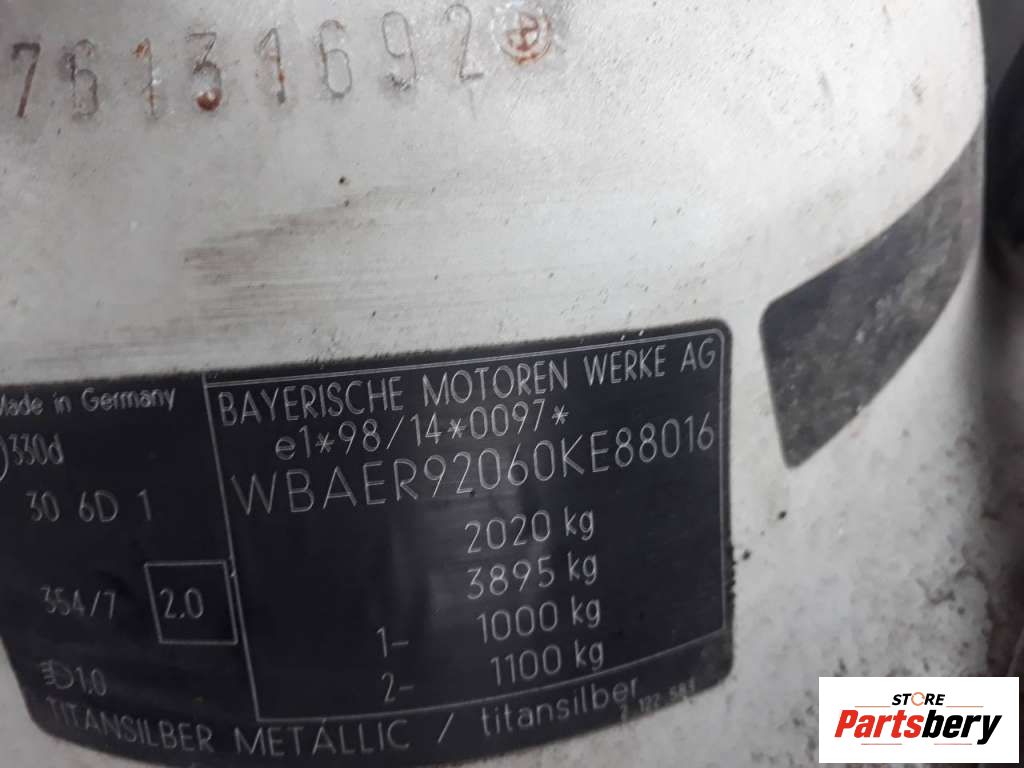 76131692
Made in Germany
330d
30 6D 1
354/7 2.0
1.0
BAYERISCHE MOTOREN WERKE AG
e1*98/14*0097*
WBAER92060KE88016
2020 kg
3895 kg
1- 1000 kg
2- 1100 kg
TITANSILBER METALLIC / titansilber
STORE
Partsbery